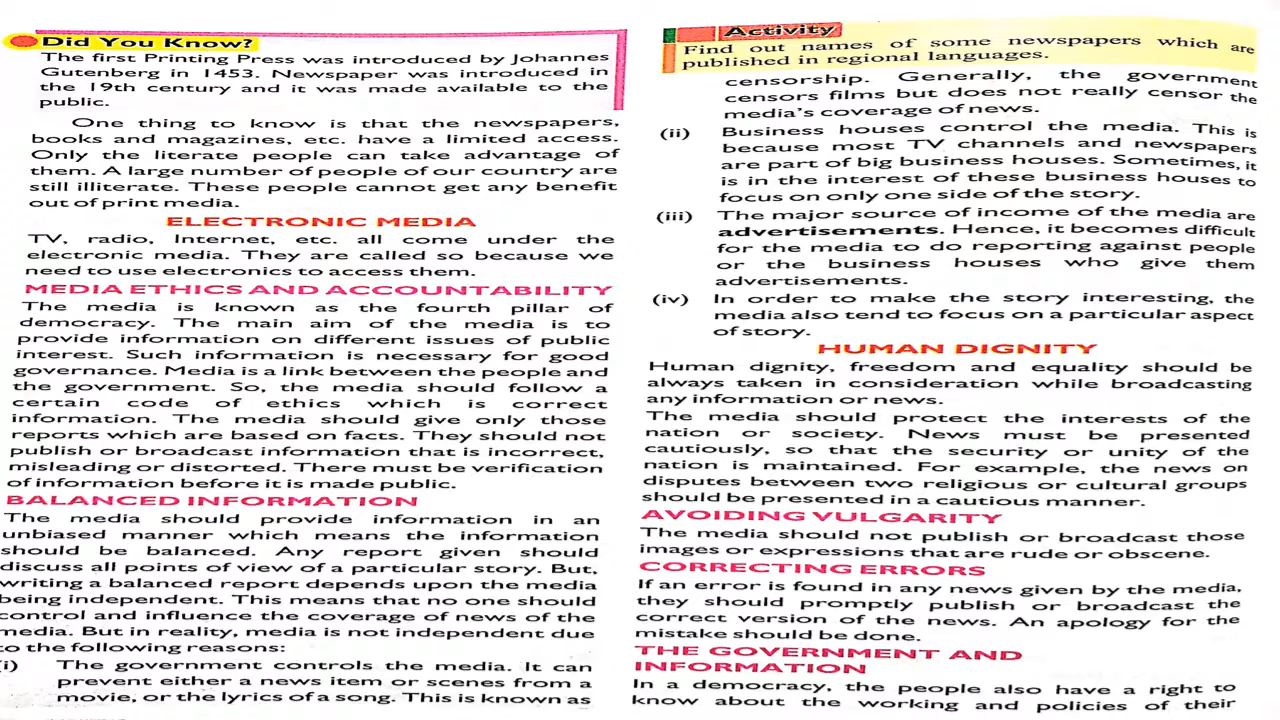 Did You Know?
The first Printing Press was introduced by Johannes
Gutenberg in 1453. Newspaper was introduced in
the 19th century and it was made available to the
public.
One thing to know is that the newspapers,
books and magazines, etc. have a limited access.
Only the literate people can take advantage of
them. A large number of people of our country are
still illiterate. These people cannot get any benefit
out of print media.
ELECTRONIC MEDIA
TV, radio, Internet, etc. all come under the
electronic media. They are called so because we
need to use electronics to access them.
MEDIA ETHICS AND ACCOUNTABILITY
The media is known as the fourth pillar of
democracy. The main aim of the media is to
provide information on different issues of public
interest. Such information is necessary for good
governance. Media is a link between the people and
the government. So, the media should follow a
certain code of ethics which is correct
information. The media should give only those
reports which are based on facts. They should not
publish or broadcast information that is incorrect,
misleading or distorted. There must be verification
of information before it is made public.
BALANCED INFORMATION
The media should provide information in an
unbiased manner which means the information
should be balanced. Any report given should
discuss all points of view of a particular story. But,
writing a balanced report depends upon the media
being independent. This means that no one should
control and influence the coverage of news of the
media. But in reality, media is not independent due
to the following reasons:
(i) The government controls the media. It can
prevent either a news item or scenes from a
movie, or the lyrics of a song. This is known as
Activity
Find out names of some newspapers which are
published in regional languages.
censorship. Generally, the government
censors films but does not really censor the
media's coverage of news.
(ii) Business houses control the media. This is
because most TV channels and newspapers
are part of big business houses. Sometimes, it
is in the interest of these business houses to
focus on only one side of the story.
(iii) The major source of income of the media are
advertisements. Hence, it becomes difficult
for the media to do reporting against people
or the business houses who give them
advertisements.
(iv) In order to make the story interesting, the
media also tend to focus on a particular aspect
of story.
HUMAN DIGNITY
Human dignity, freedom and equality should be
always taken in consideration while broadcasting
any information or news.
The media should protect the interests of the
nation or society. News must be presented
cautiously, so that the security or unity of the
nation is maintained. For example, the news on
disputes between two religious or cultural groups
should be presented in a cautious manner.
AVOIDING VULGARITY
The media should not publish or broadcast those
images or expressions that are rude or obscene.
CORRECTING ERRORS
If an error is found in any news given by the media,
they should promptly publish or broadcast the
correct version of the news. An apology for the
mistake should be done.
THE GOVERNMENT AND
INFORMATION
In a democracy, the people also have a right to
know about the working and policies of their